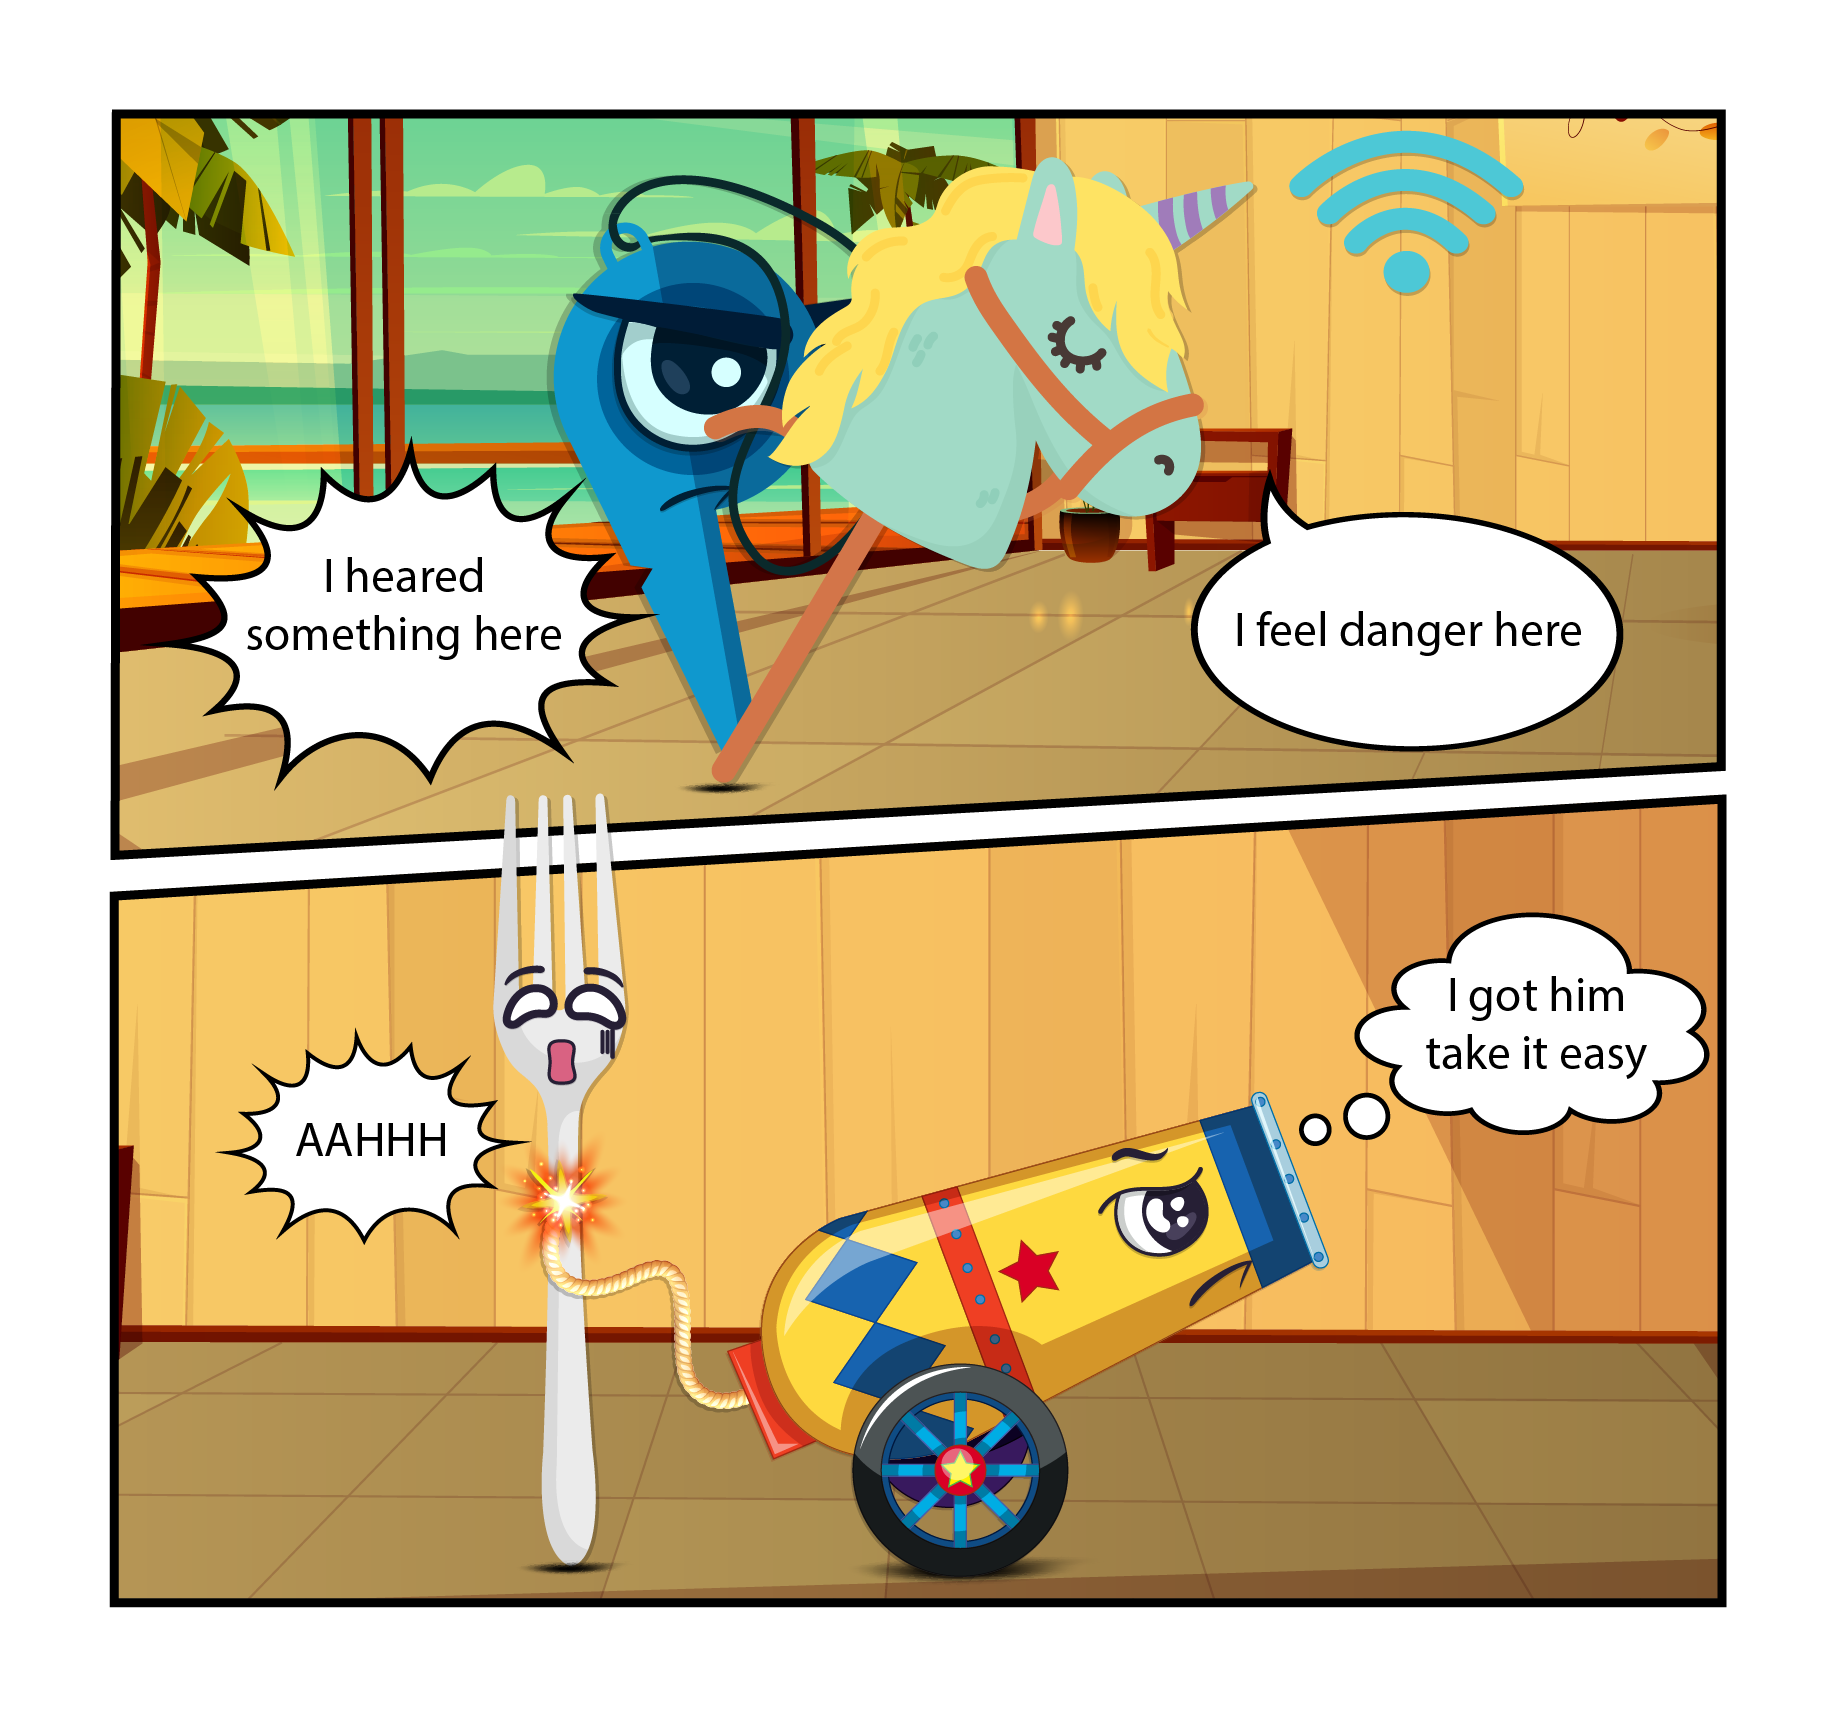 I heared
something here
I feel danger here
AAHHH
I got him
take it easy